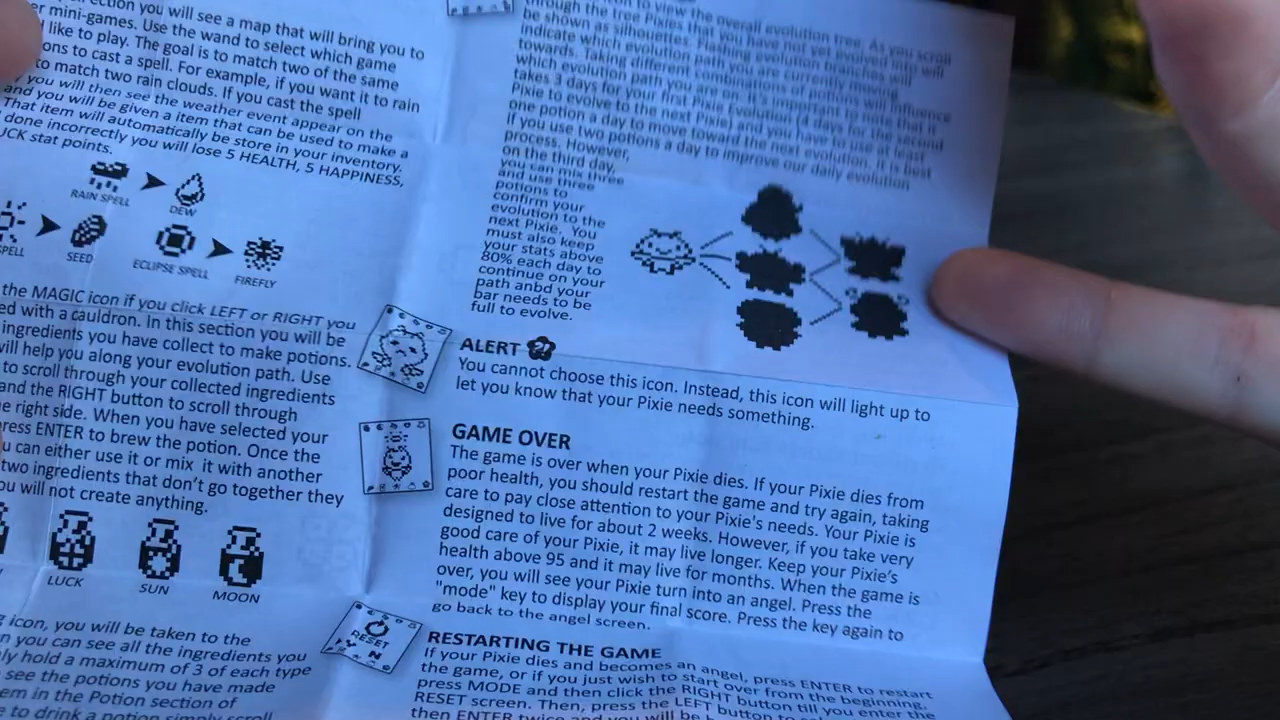 ction you will see a map that will bring you to
er mini-games. Use the wand to select which game
like to play. The goal is to match two of the same
ons to cast a spell. For example, if you want it to rain
to match two rain clouds. If you cast the spell
you will then see the weather event appear on the
and you will be given a item that can be used to make a
That item will automatically be store in your inventory.
done incorrectly you will lose 5 HEALTH, 5 HAPPINESS,
UCK stat points.
RAIN SPELL
DEW
SPELL
SEED
ECLIPSE SPELL
FIREFLY
the MAGIC icon if you click LEFT or RIGHT you
ed with a cauldron. In this section you will be
ingredients you have collect to make potions.
will help you along your evolution path. Use
to scroll through your collected ingredients
and the RIGHT button to scroll through
e right side. When you have selected your
ress ENTER to brew the potion. Once the
u can either use it or mix it with another
two ingredients that don't go together they
ou will not create anything.
LUCK
SUN
MOON
icon, you will be taken to the
n you can see all the ingredients you
ly hold a maximum of 3 of each type
see the potions you have made
em in the Potion section of
e to drink a potion simply scroll
to view the overall evolution tree. As you scroll
through the tree Pixies that you have not yet
be shown as silhouettes. Flashing
indicate which evolution path you are currently
towards. Taking different will influence
which evolution path you It's important to that it
takes 3 days for your first Pixie evolution (4 days for the second
Pixie to evolve to the next Pixie) and you need at least
one potion a day to move towards the next evolution. It is best
if you use two potions a day to improve our daily evolution
process. However,
on the third day,
you can mix three
and use three
potions to
confirm your
evolution to the
next Pixie. You
must also keep
your stats above
80% each day to
continue on your
path anbd your
bar needs to be
full to evolve.
ALERT
You cannot choose this icon. Instead, this icon will light up to
let you know that your Pixie needs something.
GAME OVER
The game is over when your Pixie dies. If your Pixie dies from
poor health, you should restart the game and try again, taking
care to pay close attention to your Pixie's needs. Your Pixie is
designed to live for about 2 weeks. However, if you take very
good care of your Pixie, it may live longer. Keep your Pixie's
health above 95 and it may live for months. When the game is
over, you will see your Pixie turn into an angel. Press the
"mode" key to display your final score. Press the key again to
go back to the angel screen.
RESET
Y N
RESTARTING THE GAME
If your Pixie dies and becomes an angel, press ENTER to restart
the game, or if you just wish to start over from the beginning,
press MODE and then click the RIGHT button till you enter the
RESET screen. Then, press the LEFT button to
then ENTER twice and you will be